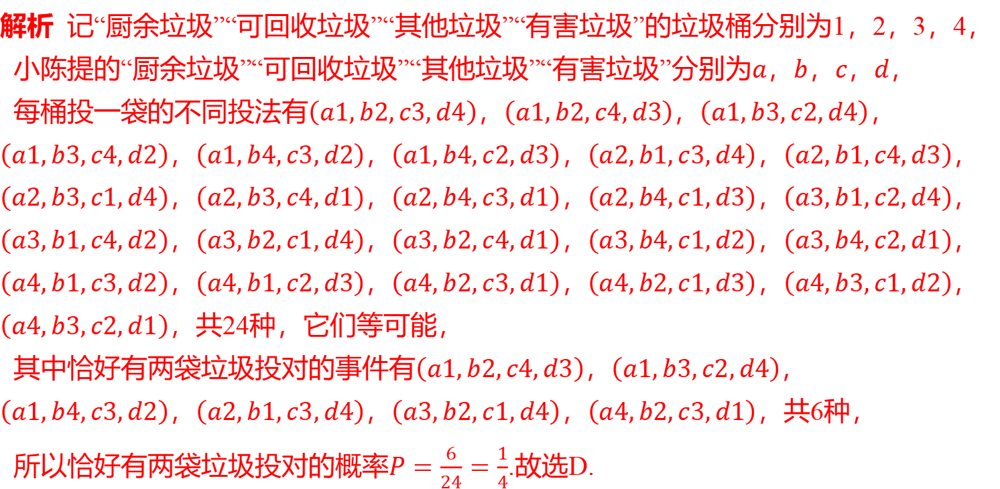 解析 记“厨余垃圾”“可回收垃圾”“其他垃圾”“有害垃圾”的垃圾桶分别为1，2，3，4，
小陈提的“厨余垃圾”“可回收垃圾”“其他垃圾”“有害垃圾”分别为a，b，c，d，
每桶投一袋的不同投法有(a1,b2,c3,d4)，(a1,b2,c4,d3)，(a1,b3,c2,d4)，
(a1,b3,c4,d2)，(a1,b4,c3,d2)，(a1,b4,c2,d3)，(a2,b1,c3,d4)，(a2,b1,c4,d3)，
(a2,b3,c1,d4)，(a2,b3,c4,d1)，(a2,b4,c3,d1)，(a2,b4,c1,d3)，(a3,b1,c2,d4)，
(a3,b1,c4,d2)，(a3,b2,c1,d4)，(a3,b2,c4,d1)，(a3,b4,c1,d2)，(a3,b4,c2,d1)，
(a4,b1,c3,d2)，(a4,b1,c2,d3)，(a4,b2,c3,d1)，(a4,b2,c1,d3)，(a4,b3,c1,d2)，
(a4,b3,c2,d1)，共24种，它们等可能，
其中恰好有两袋垃圾投对的事件有(a1,b2,c4,d3)，(a1,b3,c2,d4)，
(a1,b4,c3,d2)，(a2,b1,c3,d4)，(a3,b2,c1,d4)，(a4,b2,c3,d1)，共6种，
所以恰好有两袋垃圾投对的概率P = 6/24 = 1/4.故选D.